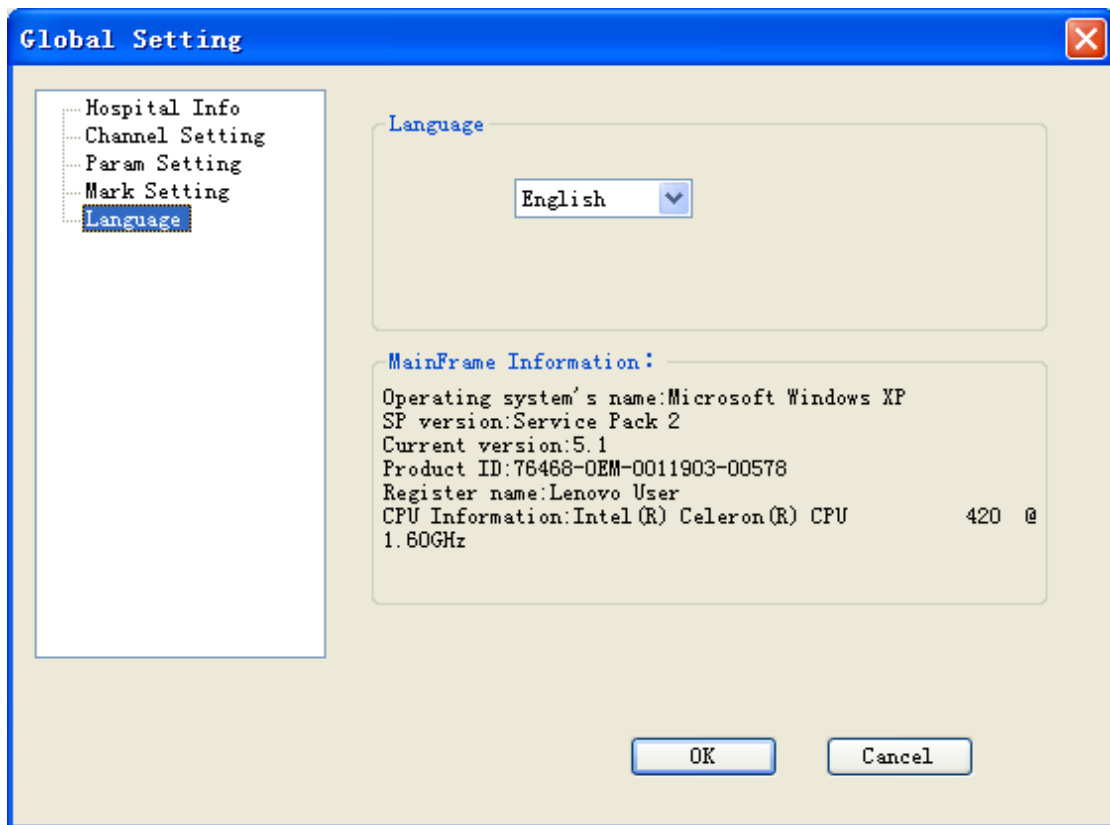 Global Setting
Hospital Info
Channel Setting
Param Setting
Mark Setting
Language
Language
English
MainFrame Information：
Operating system's name:Microsoft Windows XP
SP version:Service Pack 2
Current version:5.1
Product ID:76468-OEM-0011903-00578
Register name:Lenovo User
CPU Information:Intel(R) Celeron(R) CPU 420 @
1.60GHz
OK
Cancel